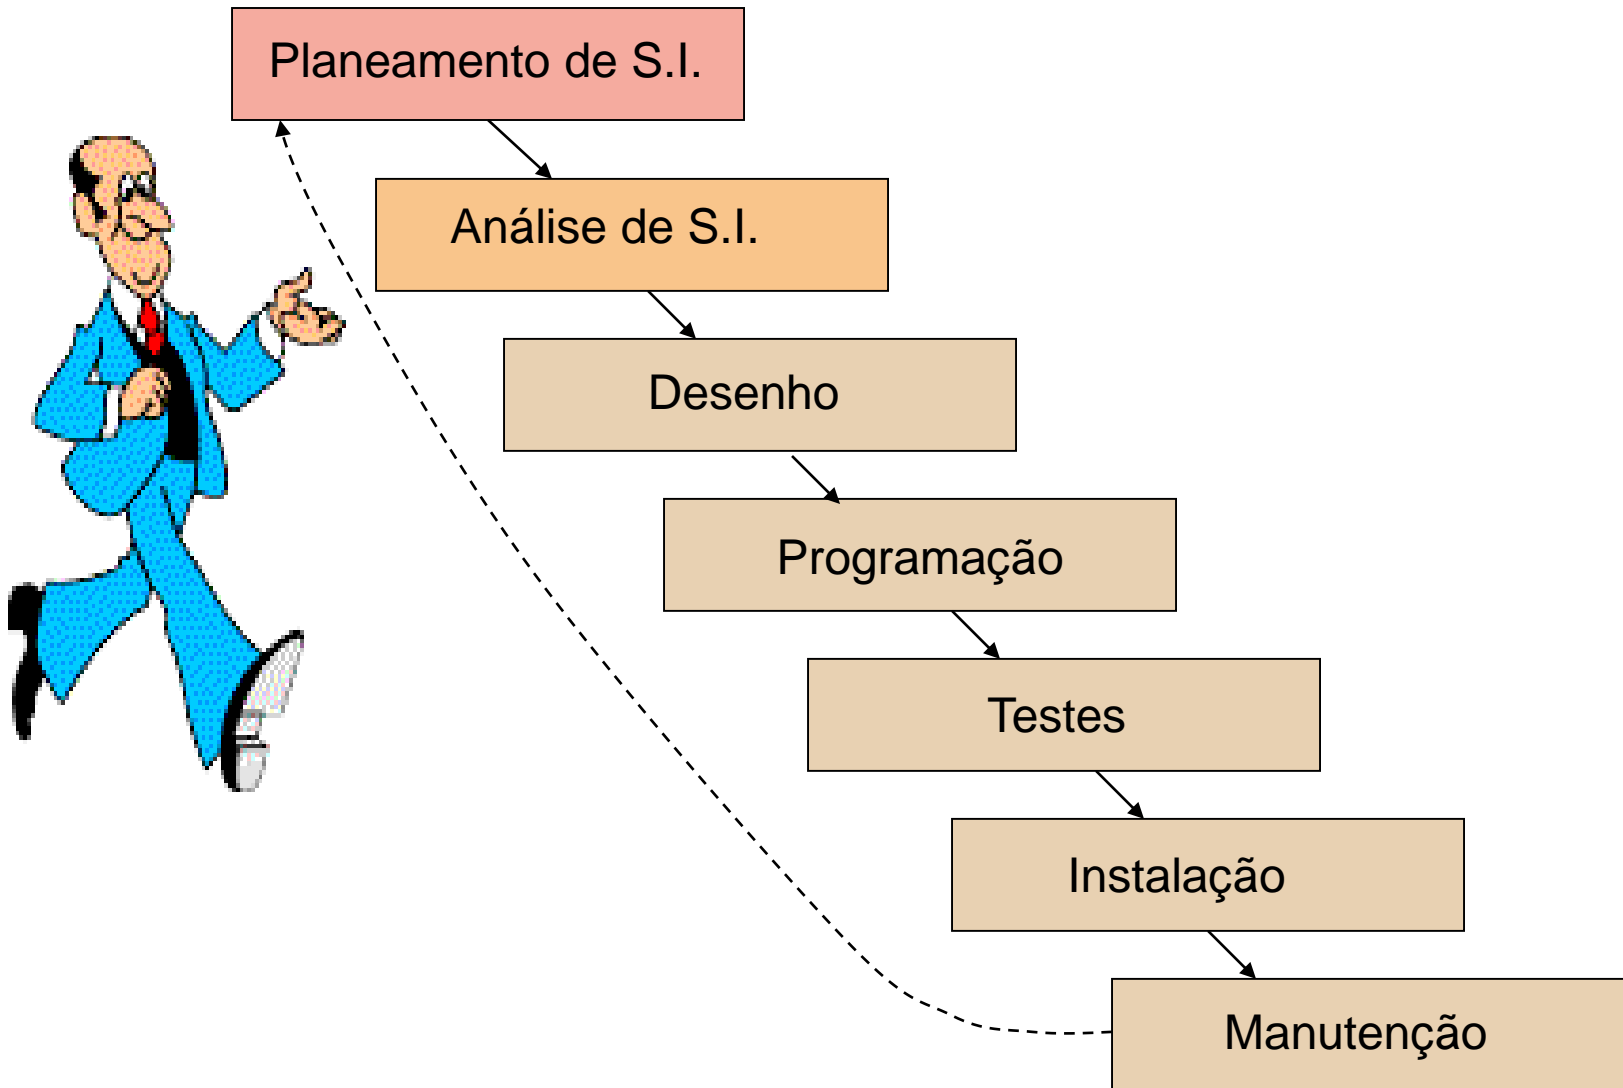 Planeamento de S.I.
Análise de S.I.
Desenho
Programação
Testes
Instalação
Manutenção